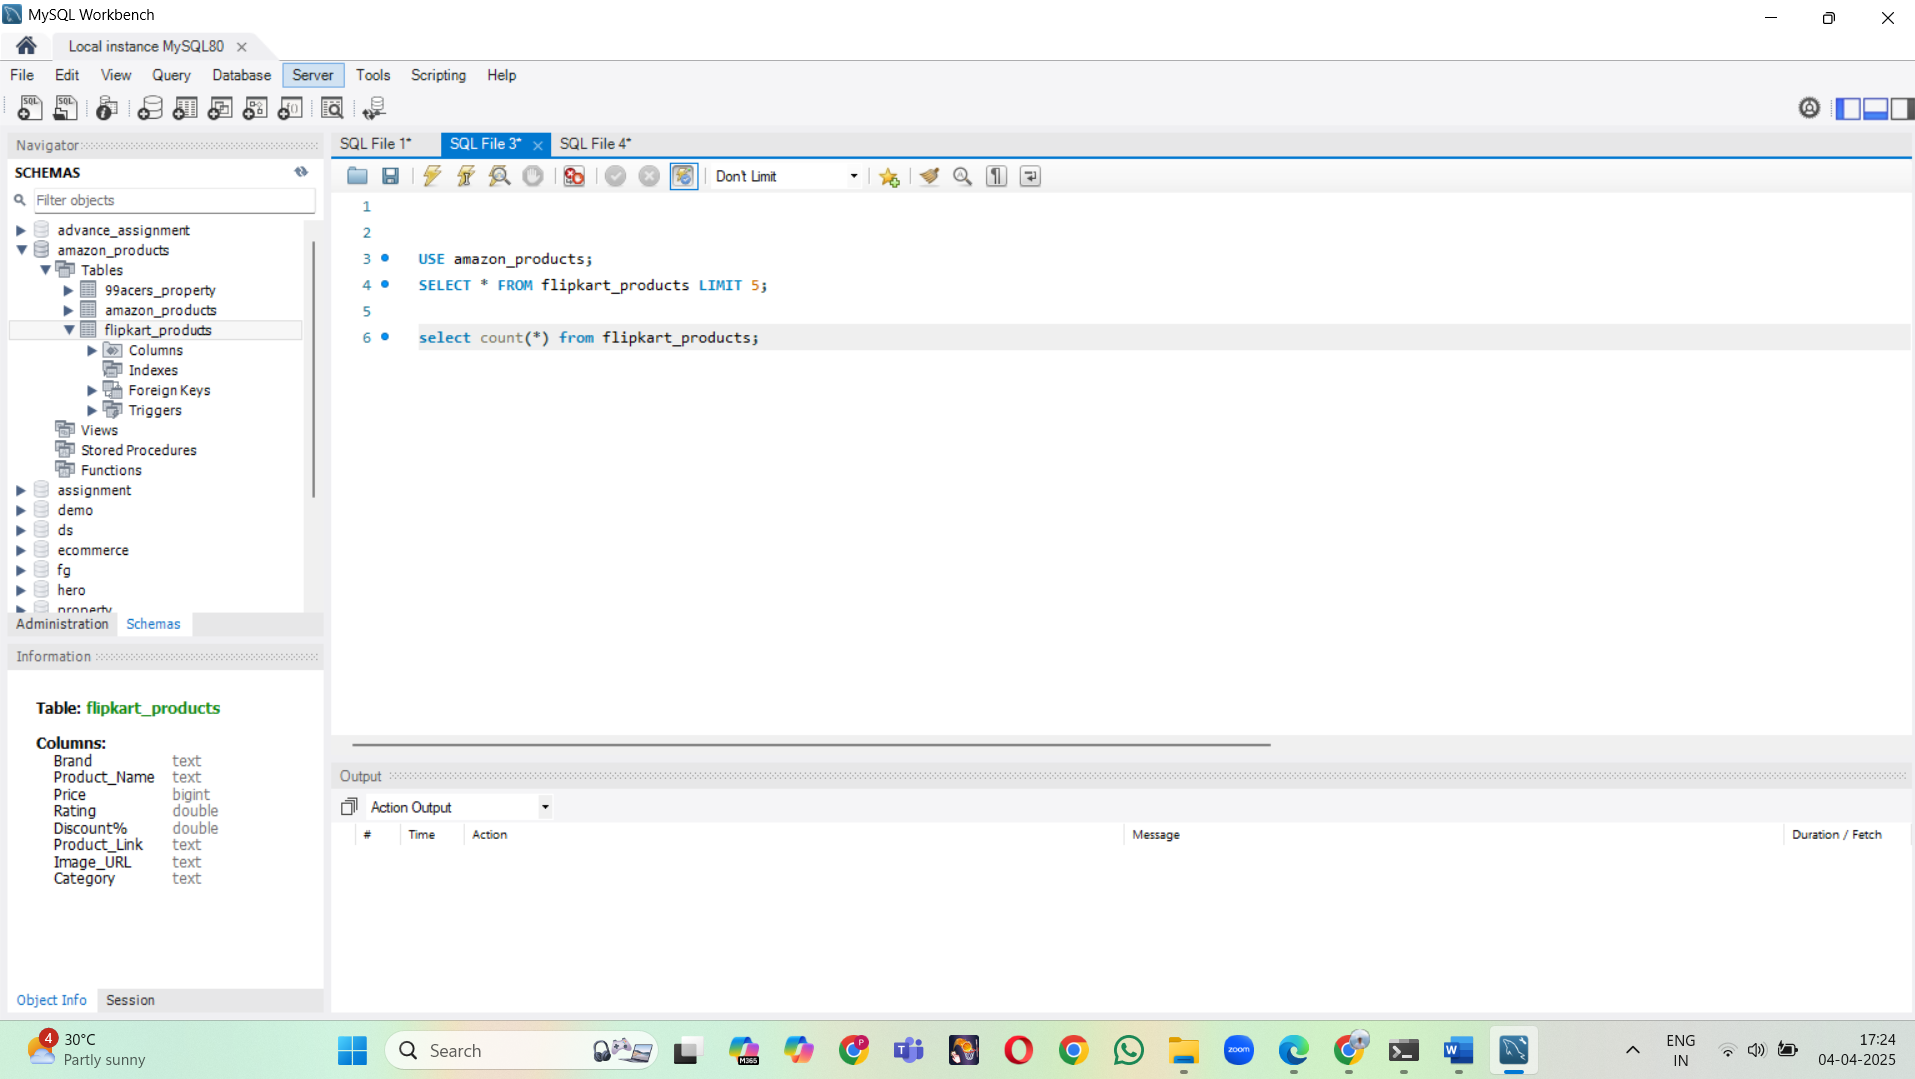 MySQL Workbench
Local instance MySQL80
File Edit View Query Database Server Tools Scripting Help
Navigator
SCHEMAS
Filter objects
advance_assignment
amazon_products
Tables
99acers_property
amazon_products
flipkart_products
Columns
Indexes
Foreign Keys
Triggers
Views
Stored Procedures
Functions
assignment
demo
ds
ecommerce
fg
hero
property
Administration Schemas
Information
Table: flipkart_products
Columns:
Brand text
Product_Name text
Price bigint
Rating double
Discount% double
Product_Link text
Image_URL text
Category text
Object Info Session
SQL File 1* SQL File 3* SQL File 4*
Don't Limit
1
2
3 USE amazon_products;
4 SELECT * FROM flipkart_products LIMIT 5;
5
6 select count(*) from flipkart_products;
Output
Action Output
# Time Action Message Duration / Fetch
4
30°C
Partly sunny
Search
M365
P
zoom
ENG
IN
17:24
04-04-2025